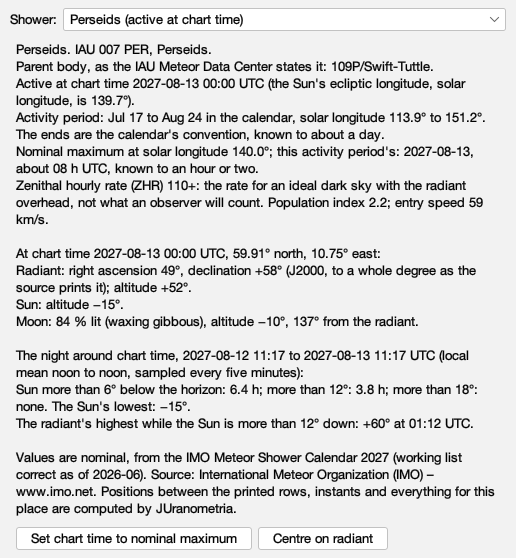 Shower: Perseids (active at chart time)
Perseids. IAU 007 PER, Perseids.
Parent body, as the IAU Meteor Data Center states it: 109P/Swift-Tuttle.
Active at chart time 2027-08-13 00:00 UTC (the Sun's ecliptic longitude, solar
longitude, is 139.7°).
Activity period: Jul 17 to Aug 24 in the calendar, solar longitude 113.9° to 151.2°.
The ends are the calendar's convention, known to about a day.
Nominal maximum at solar longitude 140.0°; this activity period's: 2027-08-13,
about 08 h UTC, known to an hour or two.
Zenithal hourly rate (ZHR) 110+: the rate for an ideal dark sky with the radiant
overhead, not what an observer will count. Population index 2.2; entry speed 59
km/s.
At chart time 2027-08-13 00:00 UTC, 59.91° north, 10.75° east:
Radiant: right ascension 49°, declination +58° (J2000, to a whole degree as the
source prints it); altitude +52°.
Sun: altitude −15°.
Moon: 84 % lit (waxing gibbous), altitude −10°, 137° from the radiant.
The night around chart time, 2027-08-12 11:17 to 2027-08-13 11:17 UTC (local
mean noon to noon, sampled every five minutes):
Sun more than 6° below the horizon: 6.4 h; more than 12°: 3.8 h; more than 18°:
none. The Sun's lowest: −15°.
The radiant's highest while the Sun is more than 12° down: +60° at 01:12 UTC.
Values are nominal, from the IMO Meteor Shower Calendar 2027 (working list
correct as of 2026-06). Source: International Meteor Organization (IMO) –
www.imo.net. Positions between the printed rows, instants and everything for this
place are computed by JUranometria.
Set chart time to nominal maximum Centre on radiant